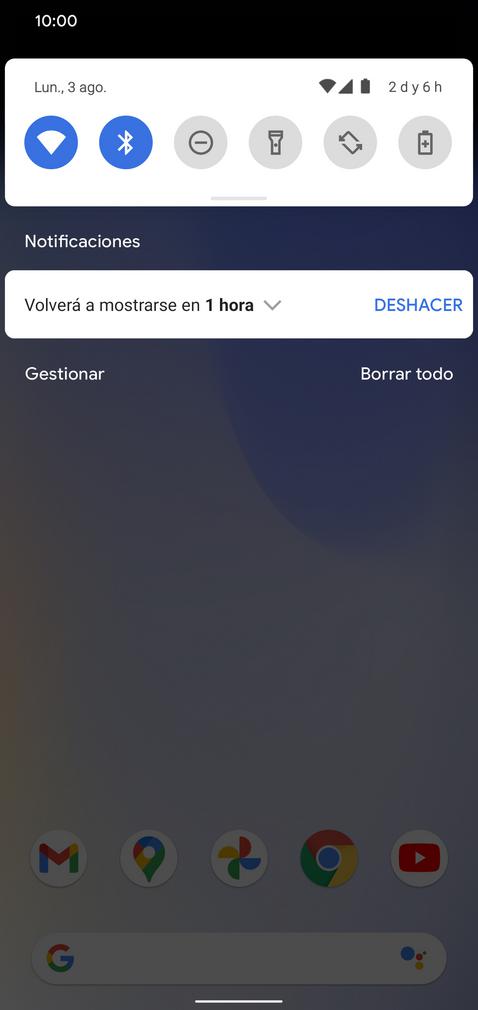 10:00
Lun., 3 ago.
2 d y 6 h
Notificaciones
Volverá a mostrarse en 1 hora
DESHACER
Gestionar
Borrar todo